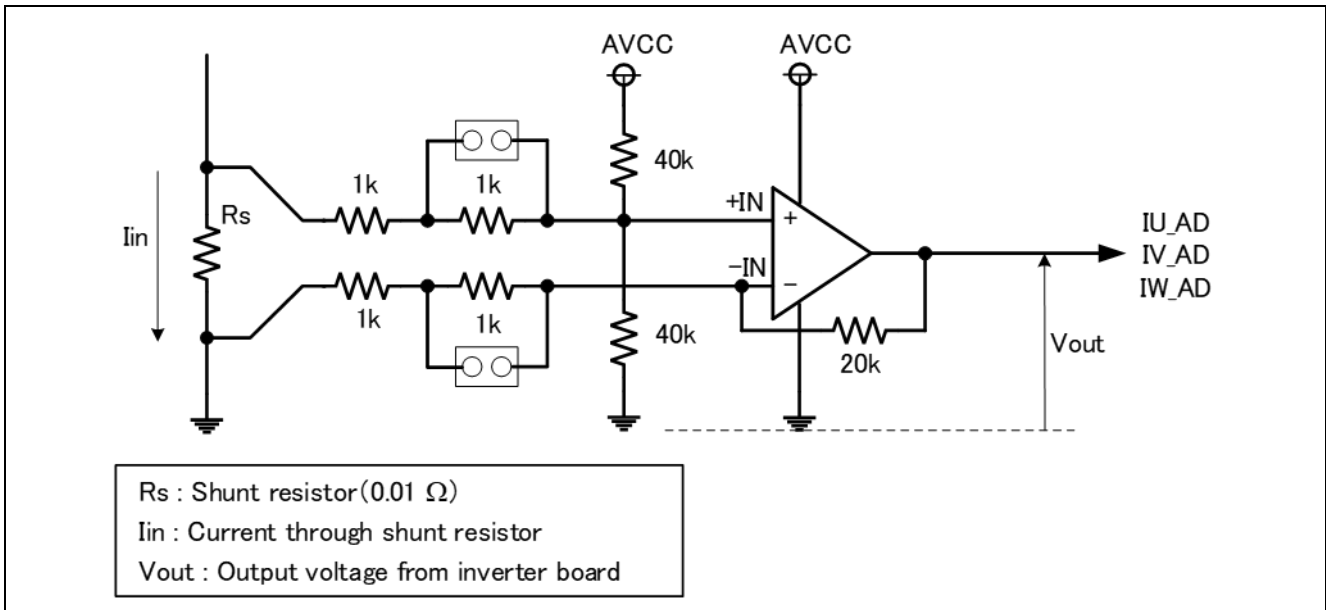 AVCC
AVCC
40k
1k
1k
+IN
+
Rs
Iin
IU_AD
IV_AD
IW_AD
-IN
−
1k
1k
40k
20k
Vout
Rs : Shunt resistor(0.01 Ω)
Iin : Current through shunt resistor
Vout : Output voltage from inverter board